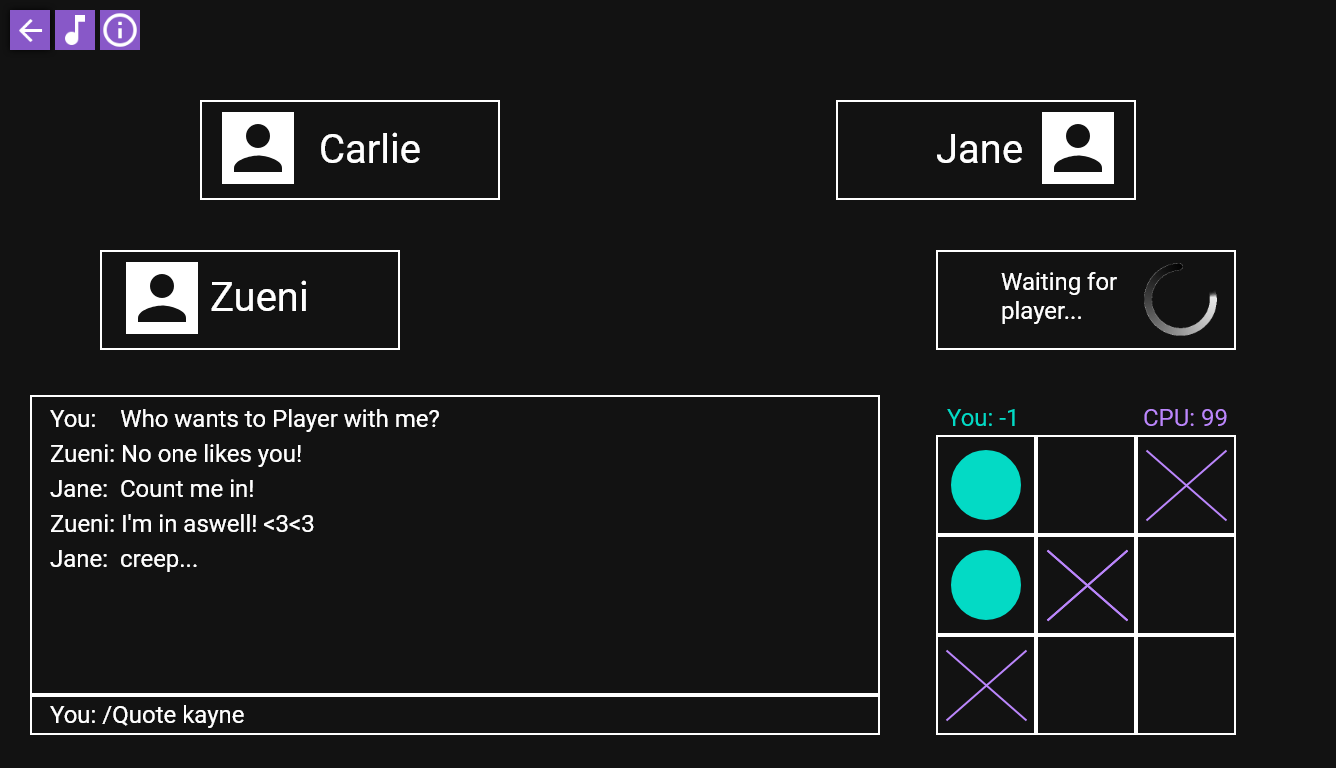 Carlie
Jane
Zueni
Waiting for
player...
You: Who wants to Player with me?
Zueni: No one likes you!
Jane: Count me in!
Zueni: I'm in aswell! <3<3
Jane: creep...
You: /Quote kayne
You: -1
CPU: 99